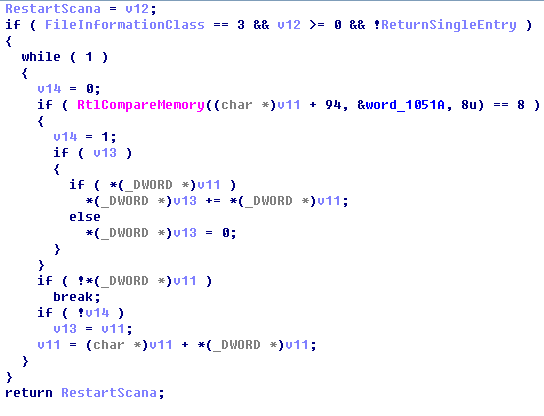 RestartScana = v12;
if ( FileInformationClass == 3 && v12 >= 0 && !ReturnSingleEntry )
{
  while ( 1 )
  {
    v14 = 0;
    if ( RtlCompareMemory((char *)v11 + 94, &word_1051A, 8u) == 8 )
    {
      v14 = 1;
      if ( v13 )
      {
        if ( *(_DWORD *)v11 )
          *(_DWORD *)v13 += *(_DWORD *)v11;
        else
          *(_DWORD *)v13 = 0;
      }
    }
    if ( !*(_DWORD *)v11 )
      break;
    if ( !v14 )
      v13 = v11;
    v11 = (char *)v11 + *(_DWORD *)v11;
  }
}
return RestartScana;